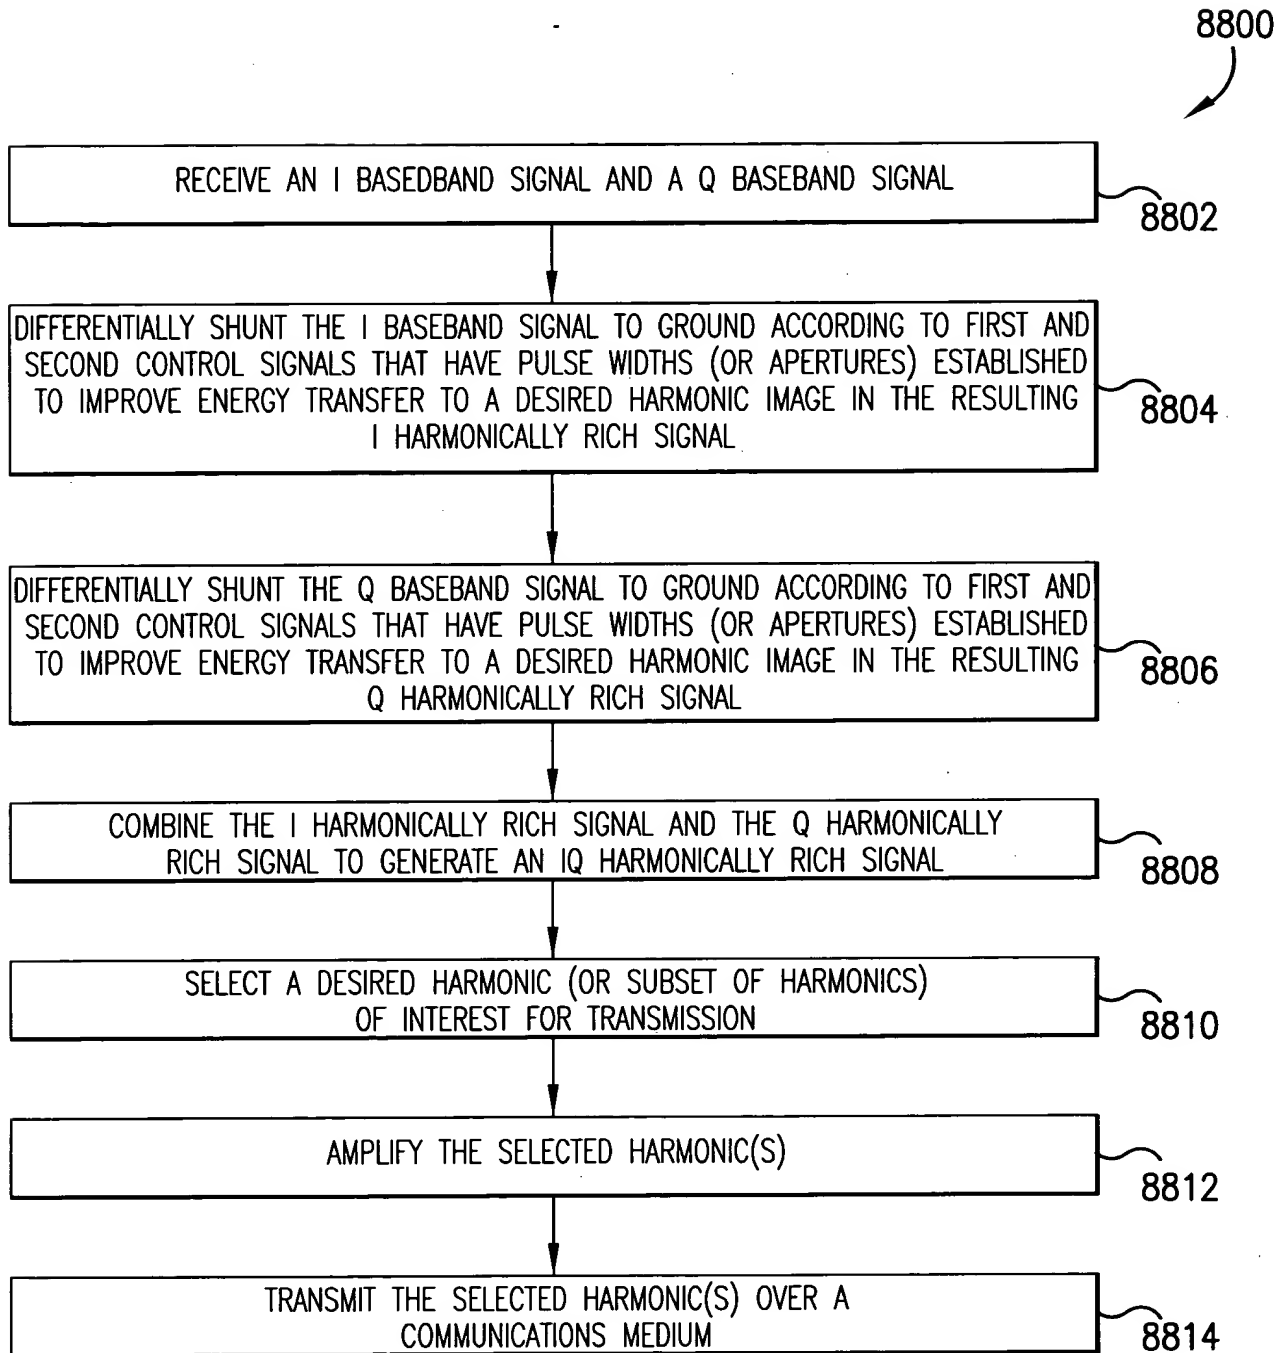 8800
RECEIVE AN I BASEDBAND SIGNAL AND A Q BASEBAND SIGNAL
8802
DIFFERENTIALLY SHUNT THE I BASEBAND SIGNAL TO GROUND ACCORDING TO FIRST AND
SECOND CONTROL SIGNALS THAT HAVE PULSE WIDTHS (OR APERTURES) ESTABLISHED
TO IMPROVE ENERGY TRANSFER TO A DESIRED HARMONIC IMAGE IN THE RESULTING
I HARMONICALLY RICH SIGNAL
8804
DIFFERENTIALLY SHUNT THE Q BASEBAND SIGNAL TO GROUND ACCORDING TO FIRST AND
SECOND CONTROL SIGNALS THAT HAVE PULSE WIDTHS (OR APERTURES) ESTABLISHED
TO IMPROVE ENERGY TRANSFER TO A DESIRED HARMONIC IMAGE IN THE RESULTING
Q HARMONICALLY RICH SIGNAL
8806
COMBINE THE I HARMONICALLY RICH SIGNAL AND THE Q HARMONICALLY
RICH SIGNAL TO GENERATE AN IQ HARMONICALLY RICH SIGNAL
8808
SELECT A DESIRED HARMONIC (OR SUBSET OF HARMONICS)
OF INTEREST FOR TRANSMISSION
8810
AMPLIFY THE SELECTED HARMONIC(S)
8812
TRANSMIT THE SELECTED HARMONIC(S) OVER A
COMMUNICATIONS MEDIUM
8814